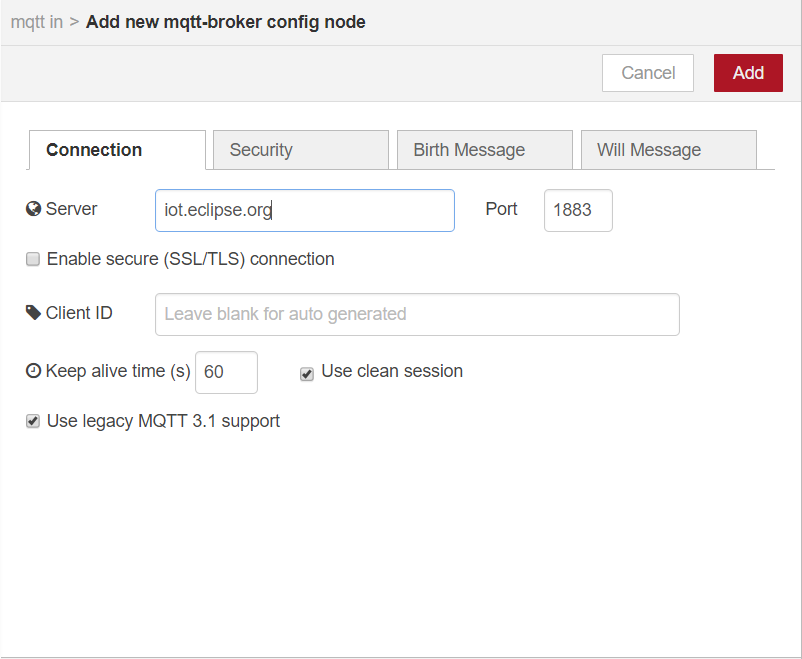 mqtt in > Add new mqtt-broker config node
Cancel Add
Connection Security Birth Message Will Message
Server iot.eclipse.org Port 1883
Enable secure (SSL/TLS) connection
Client ID Leave blank for auto generated
Keep alive time (s) 60 Use clean session
Use legacy MQTT 3.1 support